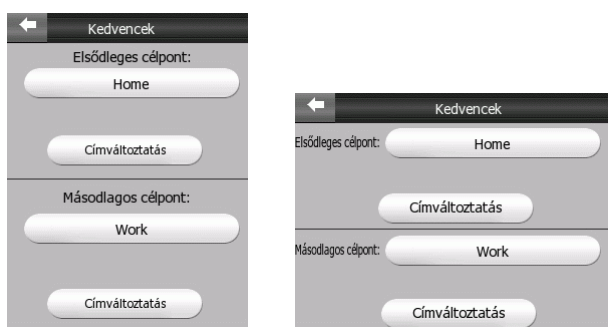 Kedvencek
Elsődleges célpont:
Home
Címváltoztatás
Másodlagos célpont:
Work
Címváltoztatás
Kedvencek
Elsődleges célpont: Home
Címváltoztatás
Másodlagos célpont: Work
Címváltoztatás